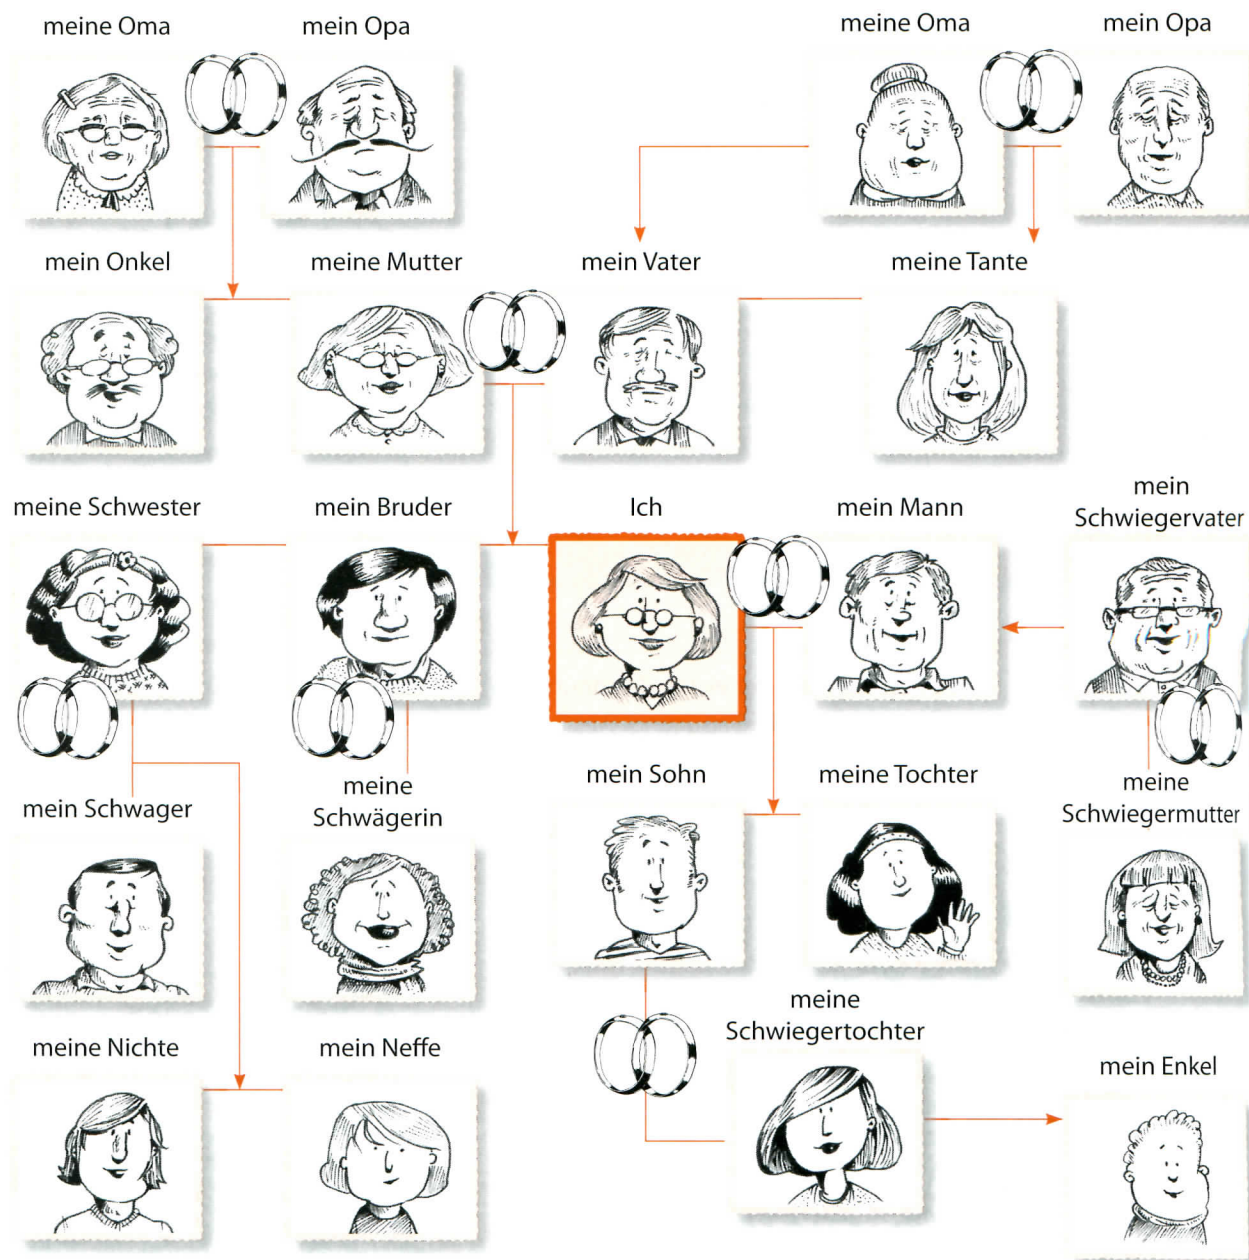 meine Oma
mein Opa
meine Oma
mein Opa
mein Onkel
meine Mutter
mein Vater
meine Tante
meine Schwester
mein Bruder
Ich
mein Mann
mein
Schwiegervater
mein Schwager
meine
Schwägerin
mein Sohn
meine Tochter
meine
Schwiegermutter
meine Nichte
mein Neffe
meine
Schwiegertochter
mein Enkel